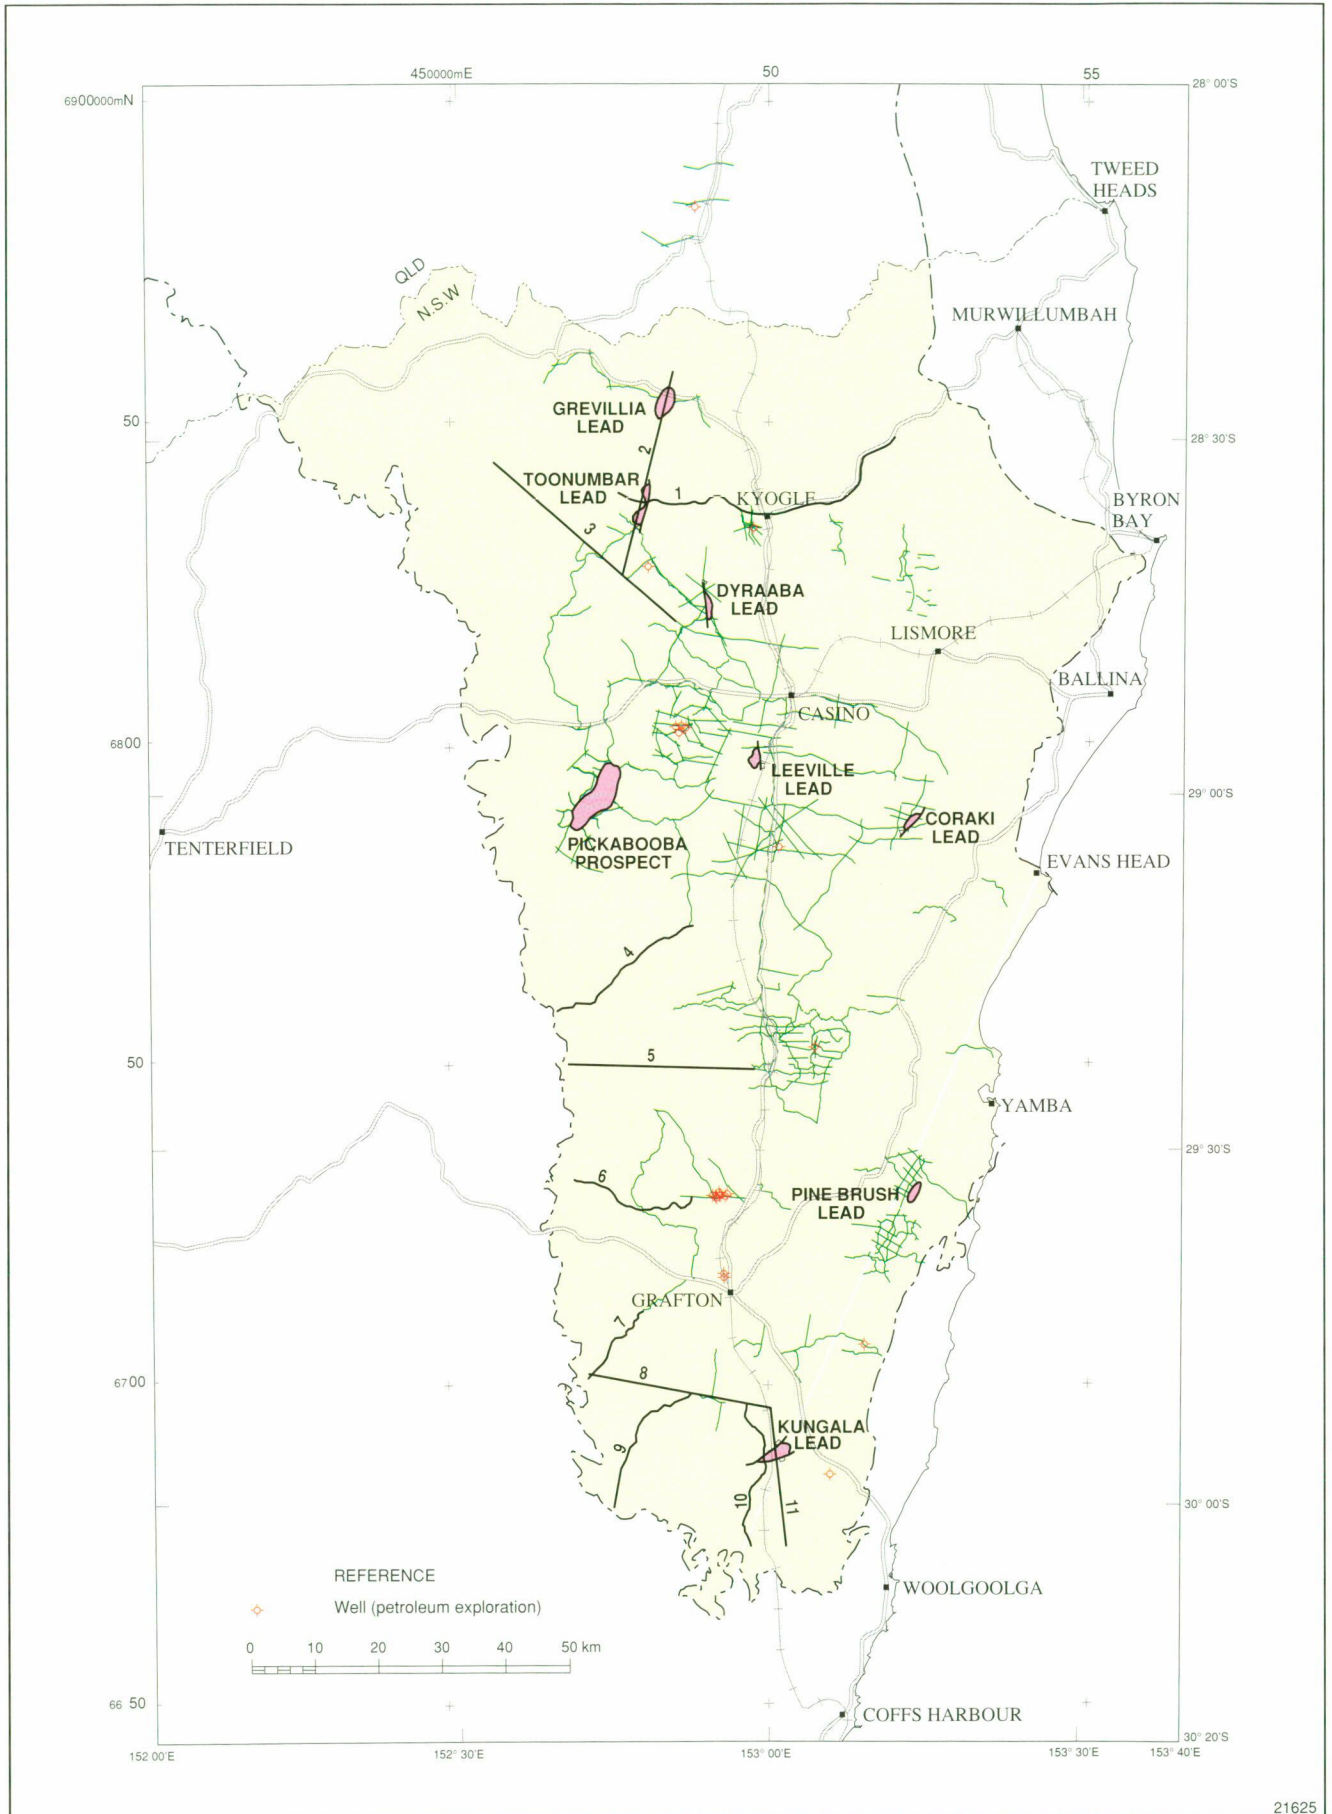 450000mE
50
55
6900000mN
28° 00'S
TWEED
HEADS
QLD
N.S.W
MURWILLUMBAH
GREVILLIA
LEAD
50
28° 30'S
2
TOONUMBAR
LEAD
1
KYOGLE
BYRON
BAY
3
DYRAABA
LEAD
LISMORE
BALLINA
CASINO
6800
LEEVILLE
LEAD
29° 00'S
CORAKI
LEAD
TENTERFIELD
PICKABOOBA
PROSPECT
EVANS HEAD
4
5
50
YAMBA
29° 30'S
6
PINE BRUSH
LEAD
GRAFTON
7
8
6700
KUNGALA
LEAD
9
10
11
30° 00'S
REFERENCE
Well (petroleum exploration)
WOOLGOOLGA
0 10 20 30 40 50 km
66 50
COFFS HARBOUR
30° 20'S
152 00'E
152° 30'E
153° 00'E
153° 30'E
153° 40'E
21625